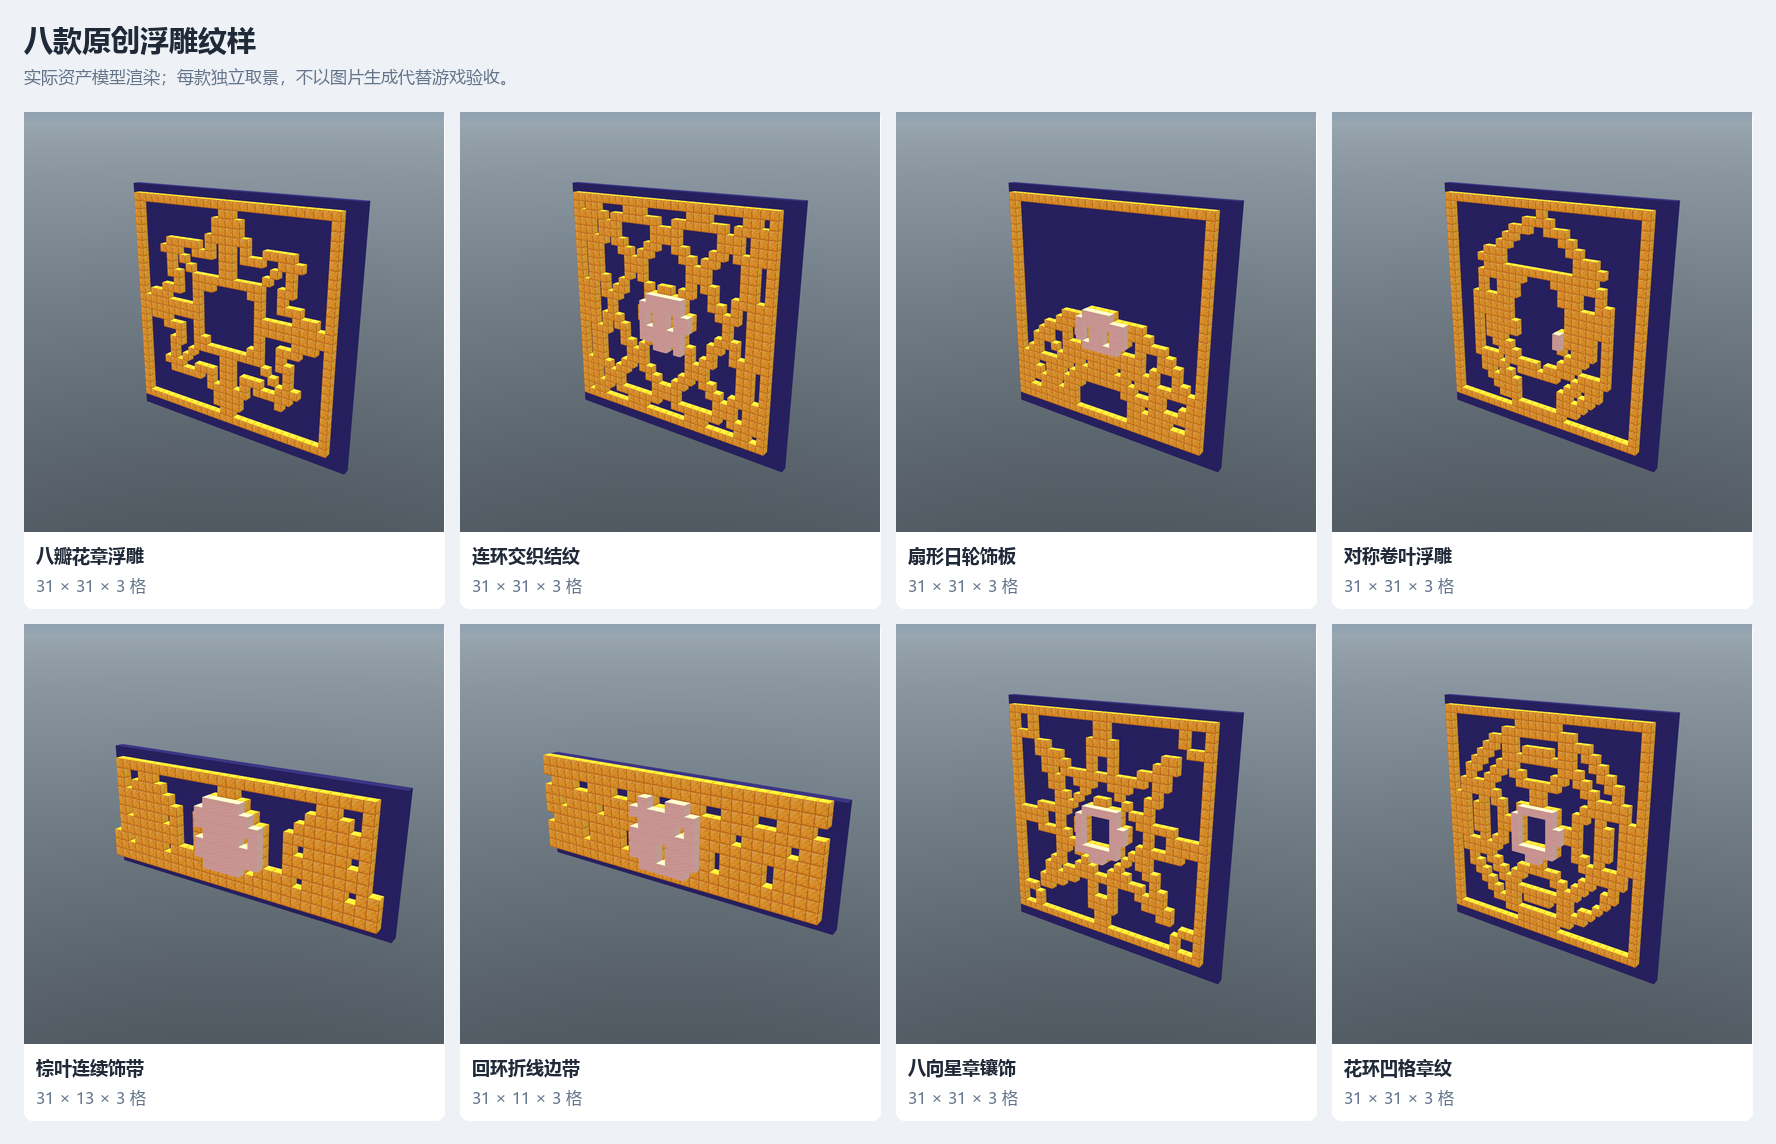 八款原创浮雕纹样
实际资产模型渲染；每款独立取景，不以图片生成代替游戏验收。
八瓣花章浮雕
31 × 31 × 3 格
连环交织结纹
31 × 31 × 3 格
扇形日轮饰板
31 × 31 × 3 格
对称卷叶浮雕
31 × 31 × 3 格
棕叶连续饰带
31 × 13 × 3 格
回环折线边带
31 × 11 × 3 格
八向星章镶饰
31 × 31 × 3 格
花环凹格章纹
31 × 31 × 3 格